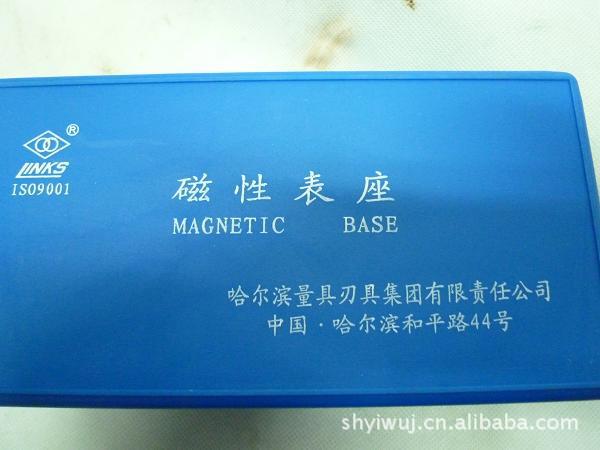 ®
LINKS
ISO9001
磁性表座
MAGNETIC BASE
哈尔滨量具刃具集团有限责任公司
中国·哈尔滨和平路44号
shyiwuj.cn.alibaba.com